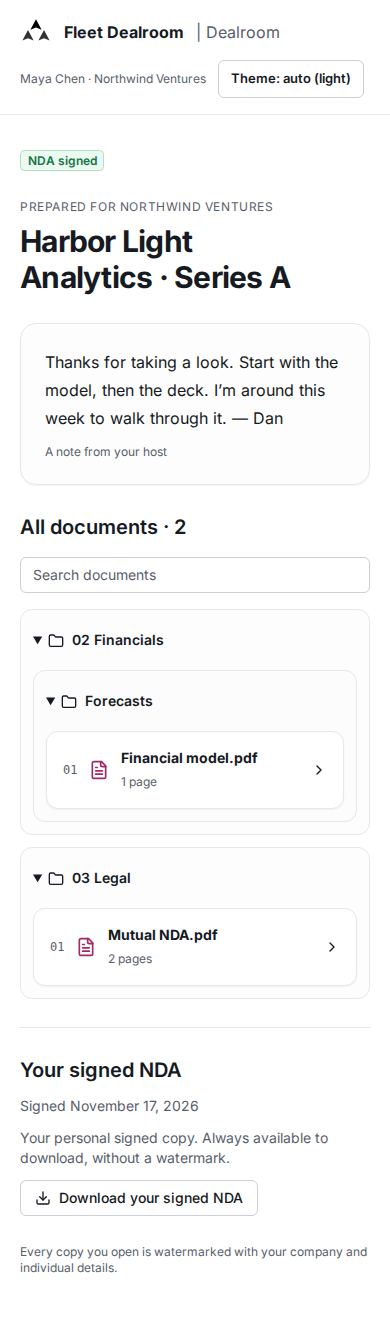 Fleet Dealroom | Dealroom
Maya Chen · Northwind Ventures
Theme: auto (light)
NDA signed
PREPARED FOR NORTHWIND VENTURES
Harbor Light
Analytics · Series A
Thanks for taking a look. Start with the
model, then the deck. I’m around this
week to walk through it. — Dan
A note from your host
All documents · 2
Search documents
02 Financials
Forecasts
01
Financial model.pdf
1 page
03 Legal
01
Mutual NDA.pdf
2 pages
Your signed NDA
Signed November 17, 2026
Your personal signed copy. Always available to
download, without a watermark.
Download your signed NDA
Every copy you open is watermarked with your company and
individual details.